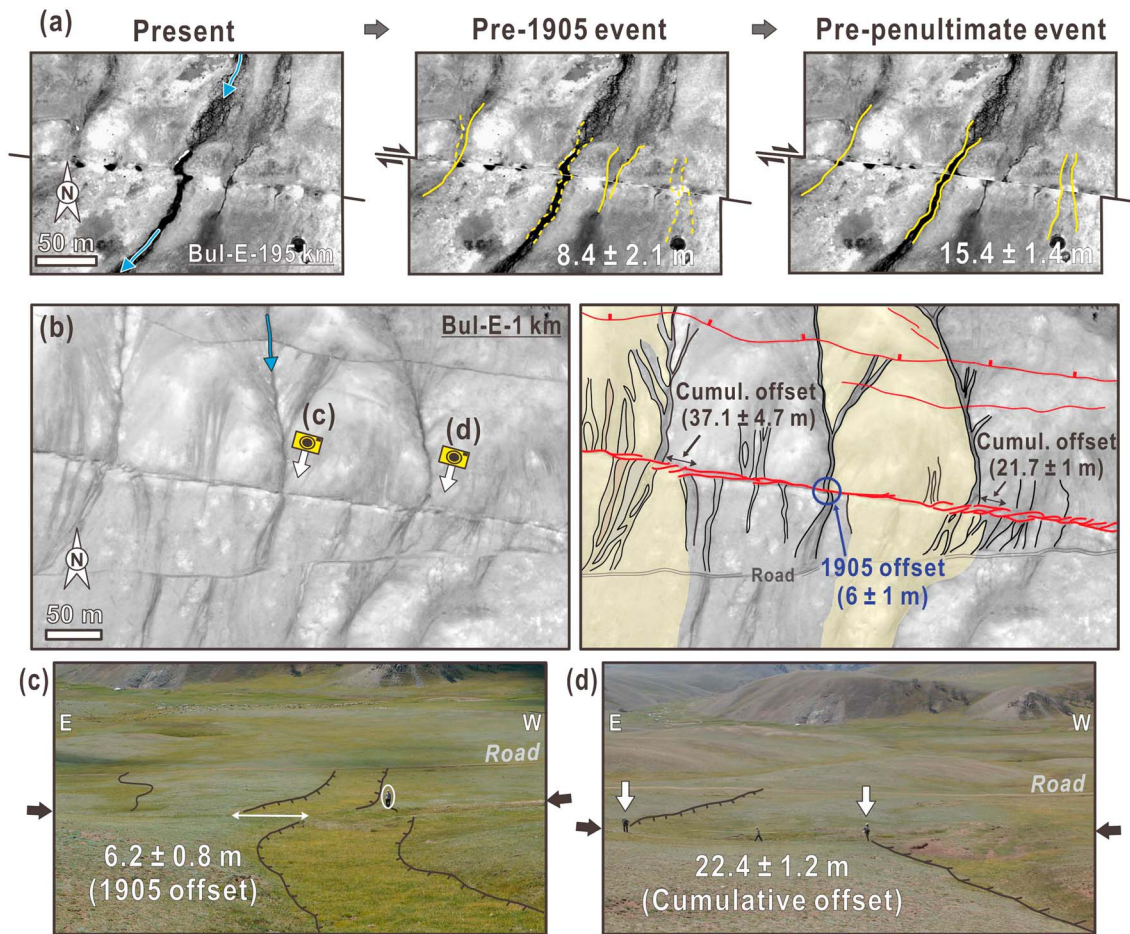 (a)
Present
Pre-1905 event
Pre-penultimate event
N
50 m
Bul-E-195 km
8.4 ± 2.1 m
15.4 ± 1.4 m
(b)
Bul-E-1 km
(c)
(d)
N
50 m
Cumul. offset
(37.1 ± 4.7 m)
Cumul. offset
(21.7 ± 1 m)
Road
1905 offset
(6 ± 1 m)
(c)
E
W
Road
6.2 ± 0.8 m
(1905 offset)
(d)
E
W
Road
22.4 ± 1.2 m
(Cumulative offset)